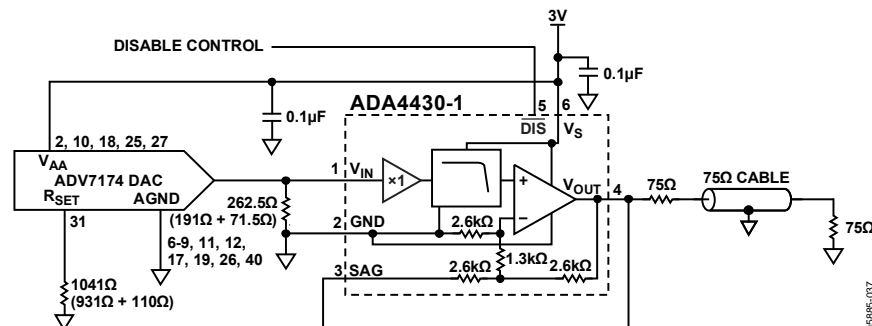 3V
DISABLE CONTROL
0.1µF
0.1µF
ADA4430-1
5 6
DIS
VS
2, 10, 18, 25, 27
VAA
ADV7174 DAC
RSET
AGND
31
1 VIN
×1
+
−
VOUT 4
75Ω
75Ω CABLE
75Ω
262.5Ω
(191Ω + 71.5Ω)
2 GND
2.6kΩ
1.3kΩ
3 SAG
2.6kΩ
2.6kΩ
6-9, 11, 12,
17, 19, 26, 40
1041Ω
(931Ω + 110Ω)